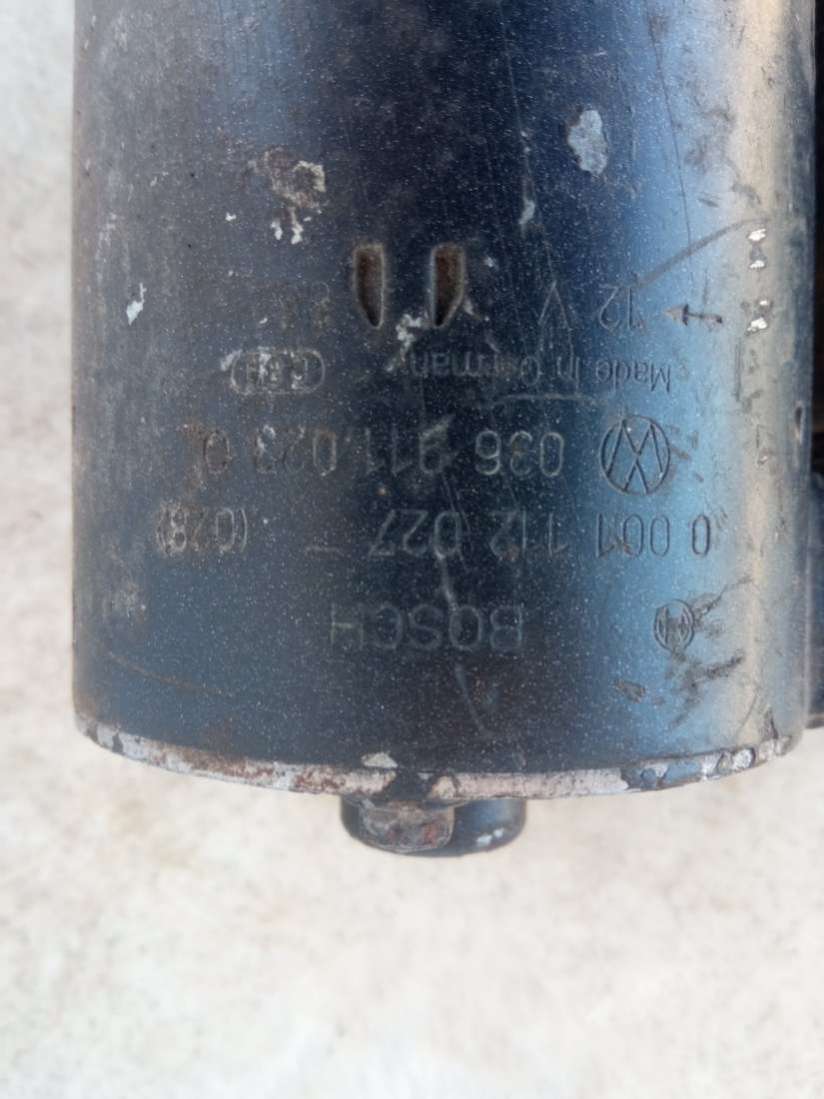 BOSCH
0 001 112 027 (028)
036 911 023 Q
Made in Germany
12 V